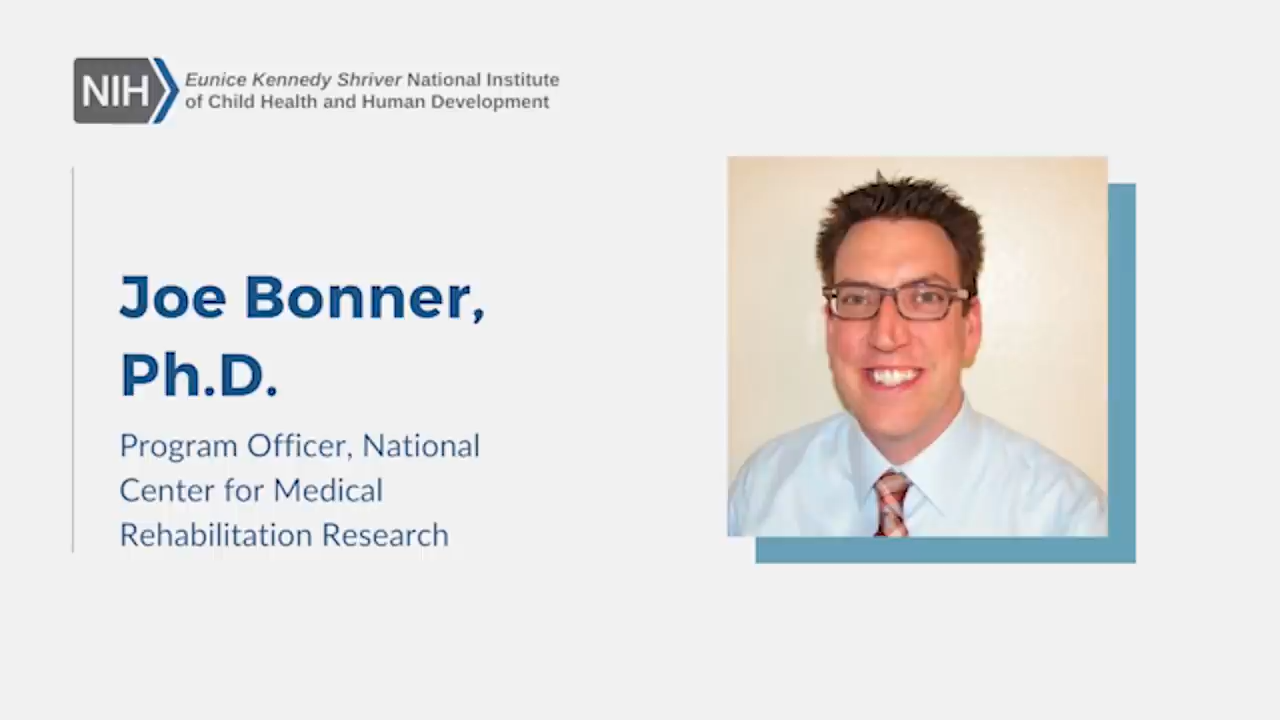 NIH
Eunice Kennedy Shriver National Institute
of Child Health and Human Development
Joe Bonner,
Ph.D.
Program Officer, National
Center for Medical
Rehabilitation Research